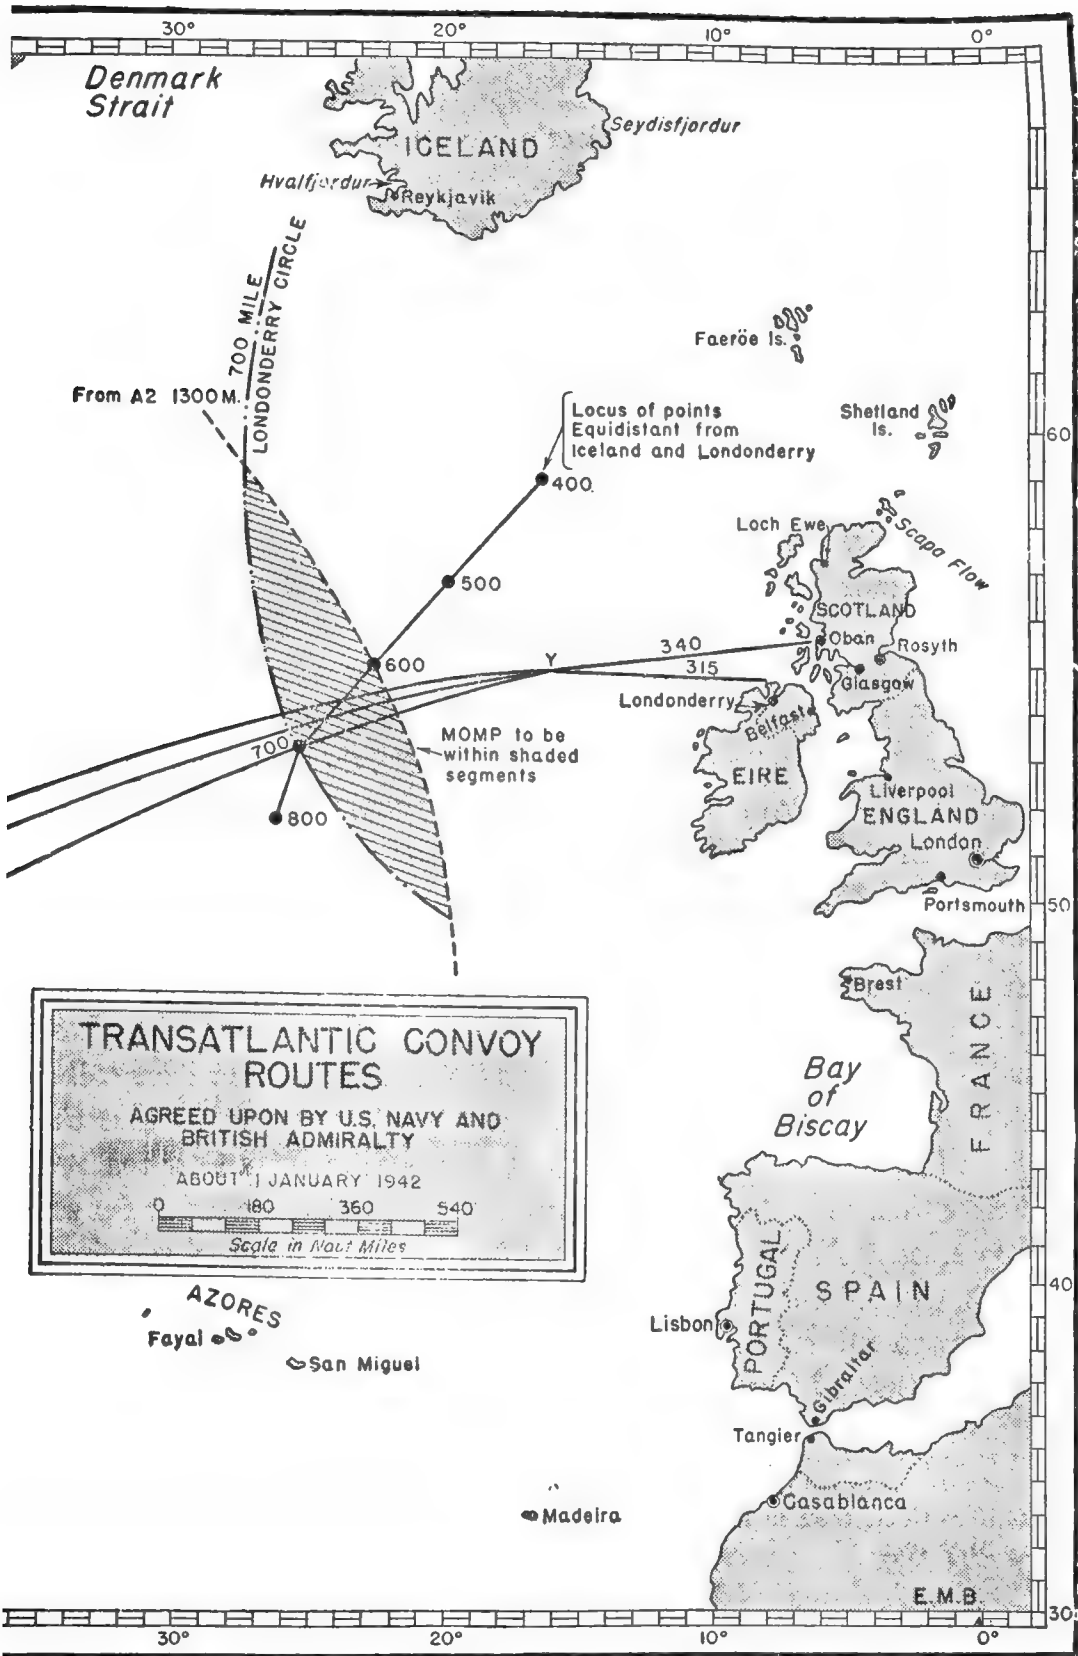 30°
20°
10°
0°
Denmark
Strait
ICELAND
Seydisfjordur
Hvalfjordur
Reykjavik
700 MILE
LONDONDERRY CIRCLE
Faeröe Is.
From A2 1300M.
Locus of points
Equidistant from
Iceland and Londonderry
Shetland
Is.
60
400.
Loch Ewe
Scapa Flow
500
SCOTLAND
340
Oban
Rosyth
600
Y
315
Glasgow
Londonderry
Belfast
700
MOMP to be
within shaded
segments
EIRE
Liverpool
800
ENGLAND
London
50
Portsmouth
Brest
FRANCE
TRANSATLANTIC CONVOY
ROUTES
AGREED UPON BY U.S. NAVY AND
BRITISH ADMIRALTY
ABOUT 1 JANUARY 1942
0 180 360 540
Scale in Naut Miles
Bay
of
Biscay
AZORES
Fayal
San Miguel
PORTUGAL
SPAIN
40
Lisbon
Gibraltar
Tangier
Casablanca
Madeira
E.M.B.
30
30°
20°
10°
0°